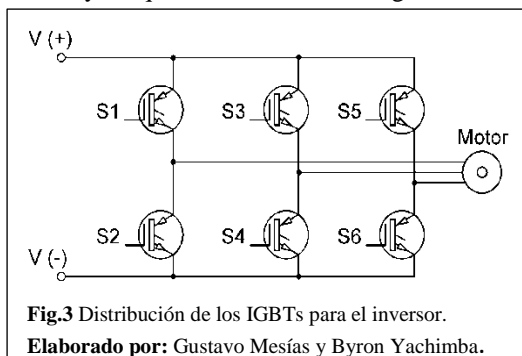 V (+)
S1
S3
S5
Motor
S2
S4
S6
V (-)
Fig.3 Distribución de los IGBTs para el inversor.
Elaborado por: Gustavo Mesías y Byron Yachimba.